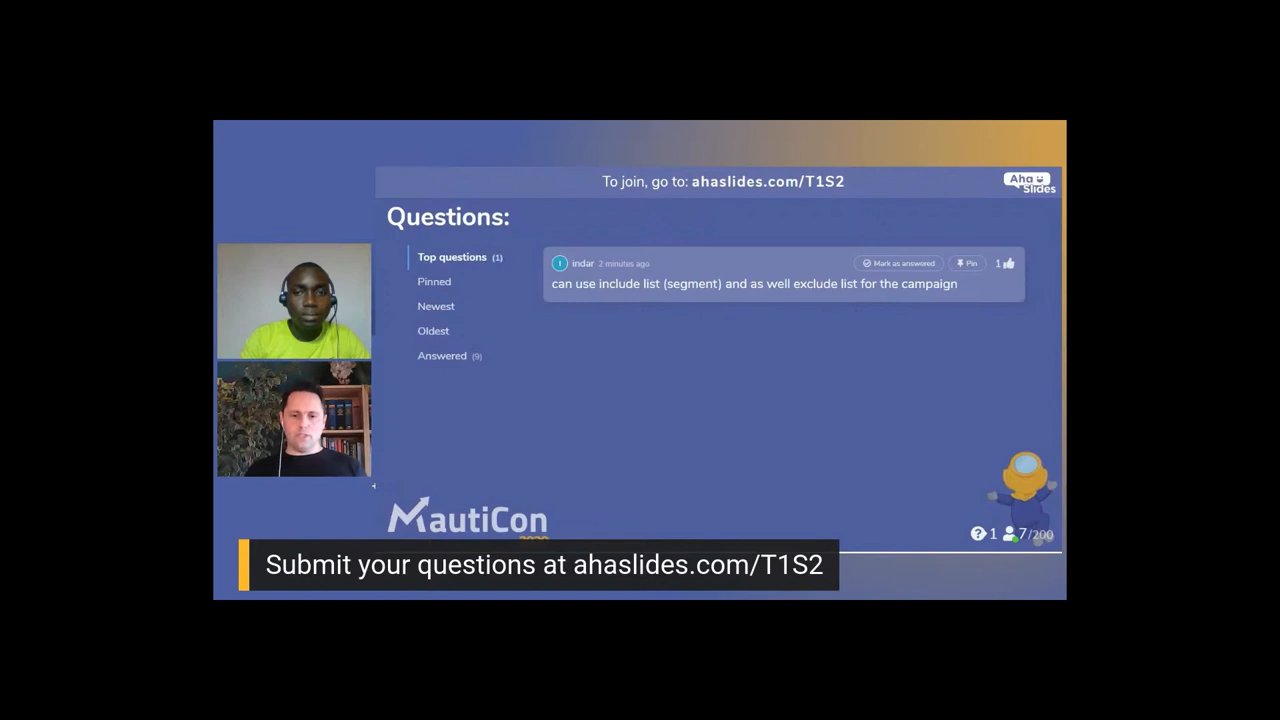 To join, go to: ahaslides.com/T1S2
Aha
Slides
Questions:
Top questions (1)
Pinned
Newest
Oldest
Answered (9)
I indar 2 minutes ago
Mark as answered
Pin
1
can use include list (segment) and as well exclude list for the campaign
MautiCon
1 7/200
Submit your questions at ahaslides.com/T1S2